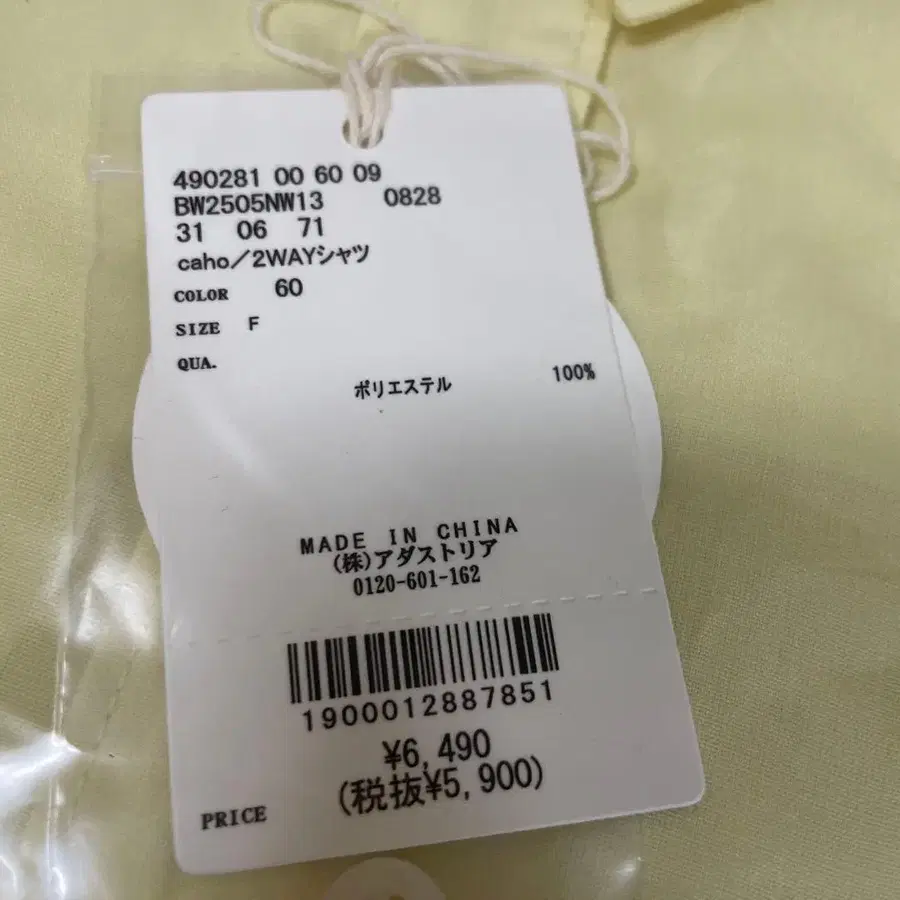 490281 00 60 09
BW2505NW13 0828
31 06 71
caho／2WAYシャツ
COLOR 60
SIZE F
QUA.
ポリエステル 100%
MADE IN CHINA
(株)アダストリア
0120-601-162
1900012887851
¥6,490
(税抜¥5,900)
PRICE